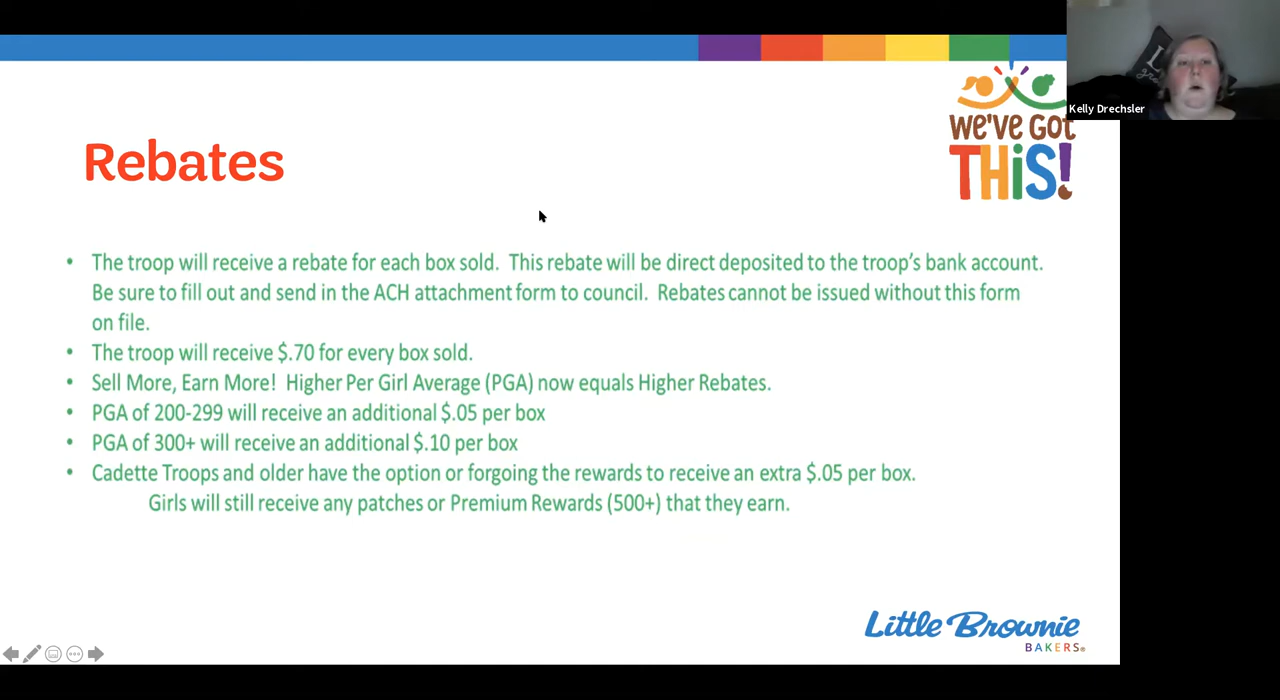 Kelly Drechsler
WE'VE GOT
THiS!
Rebates
• The troop will receive a rebate for each box sold. This rebate will be direct deposited to the troop's bank account.
Be sure to fill out and send in the ACH attachment form to council. Rebates cannot be issued without this form
on file.
• The troop will receive $.70 for every box sold.
• Sell More, Earn More! Higher Per Girl Average (PGA) now equals Higher Rebates.
• PGA of 200-299 will receive an additional $.05 per box
• PGA of 300+ will receive an additional $.10 per box
• Cadette Troops and older have the option or forgoing the rewards to receive an extra $.05 per box.
Girls will still receive any patches or Premium Rewards (500+) that they earn.
Little Brownie
BAKERS®